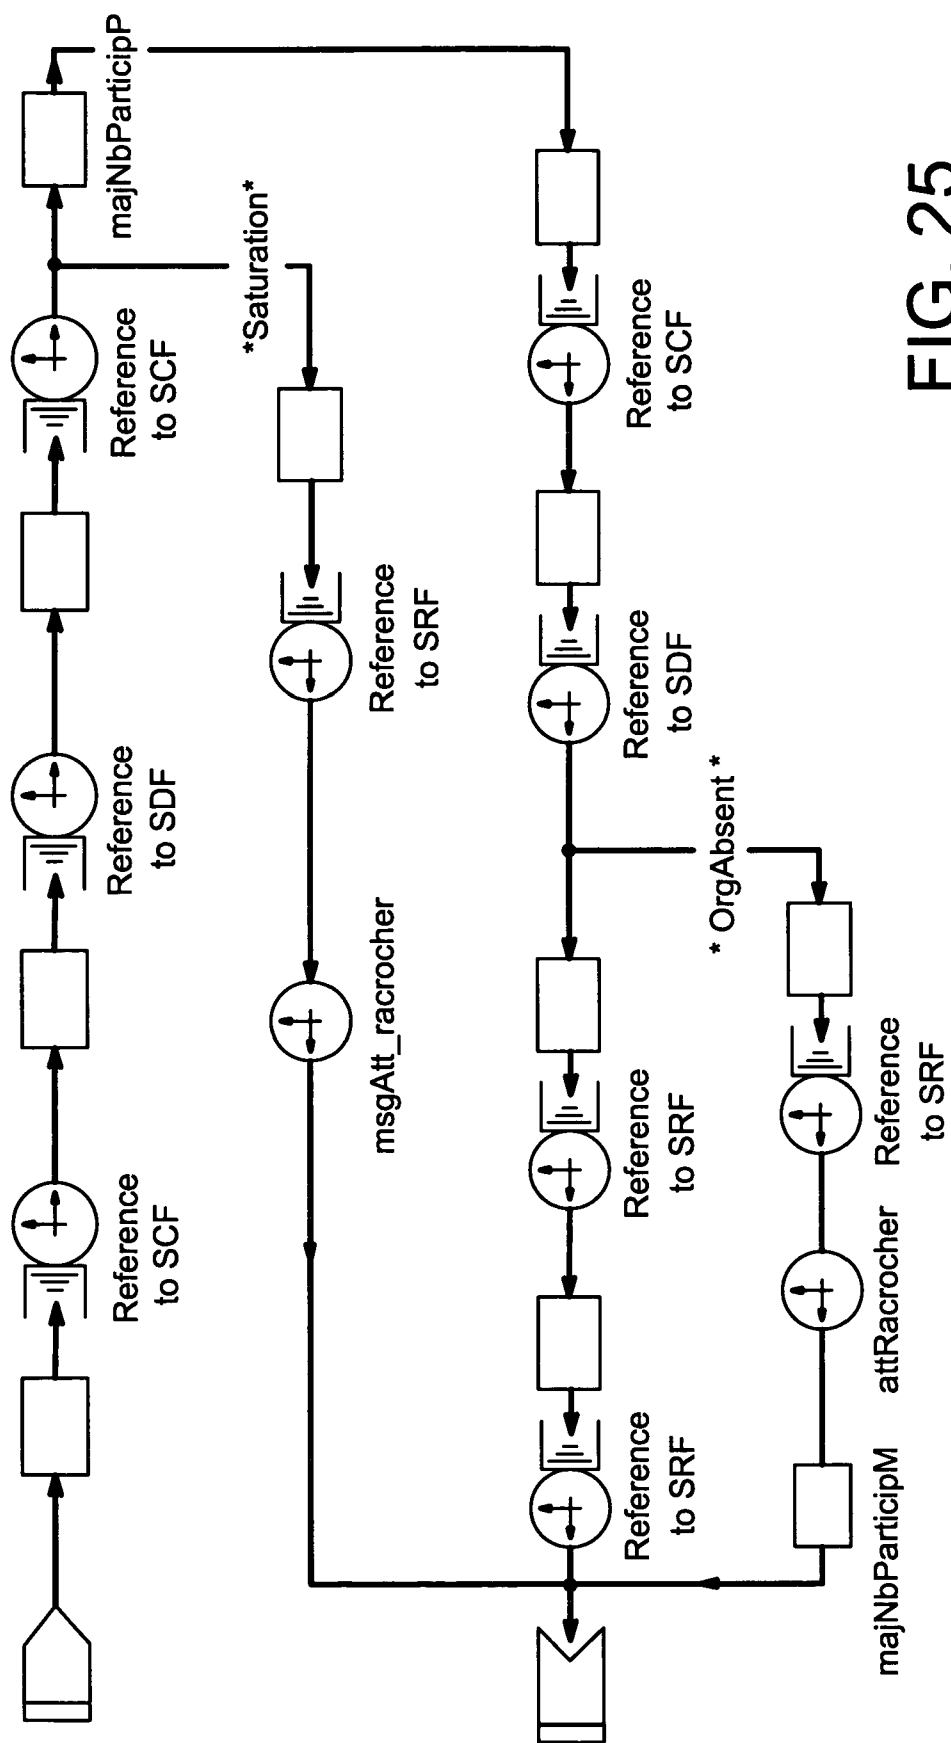 Reference
to SCF
Reference
to SDF
Reference
to SCF
majNbParticipP
*Saturation*
Reference
to SRF
msgAtt_racrocher
Reference
to SCF
Reference
to SDF
* OrgAbsent *
Reference
to SRF
Reference
to SRF
Reference
to SRF
attRacrocher
majNbParticipM
FIG. 25